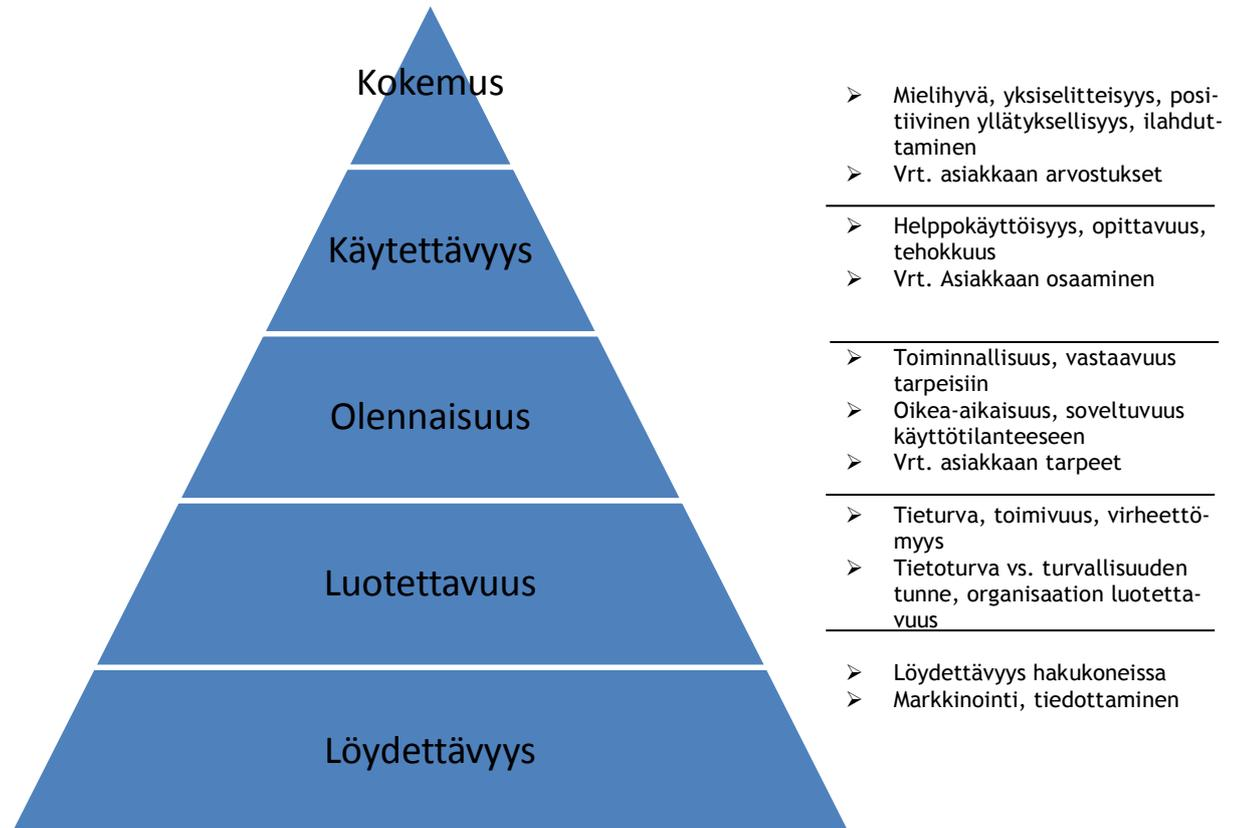 Kokemus
➢ Mielihyvä, yksiselitteisyys, posi-
tiivinen yllätyksellisyys, ilahdut-
taminen
➢ Vrt. asiakkaan arvostukset
Käytettävyys
➢ Helppokäyttöisyys, opittavuus,
tehokkuus
➢ Vrt. Asiakkaan osaaminen
Olennaisuus
➢ Toiminnallisuus, vastaavuus
tarpeisiin
➢ Oikea-aikaisuus, soveltuvuus
käyttötilanteeseen
➢ Vrt. asiakkaan tarpeet
Luotettavuus
➢ Tieturva, toimivuus, virheettö-
myys
➢ Tietoturva vs. turvallisuuden
tunne, organisaation luotetta-
vuus
Löydettävyys
➢ Löydettävyys hakukoneissa
➢ Markkinointi, tiedottaminen